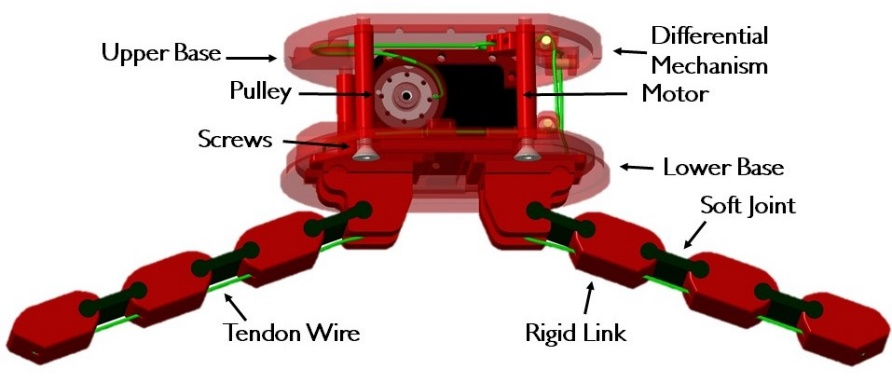 Upper Base
Differential
Mechanism
Pulley
Motor
Screws
Lower Base
Soft Joint
Tendon Wire
Rigid Link